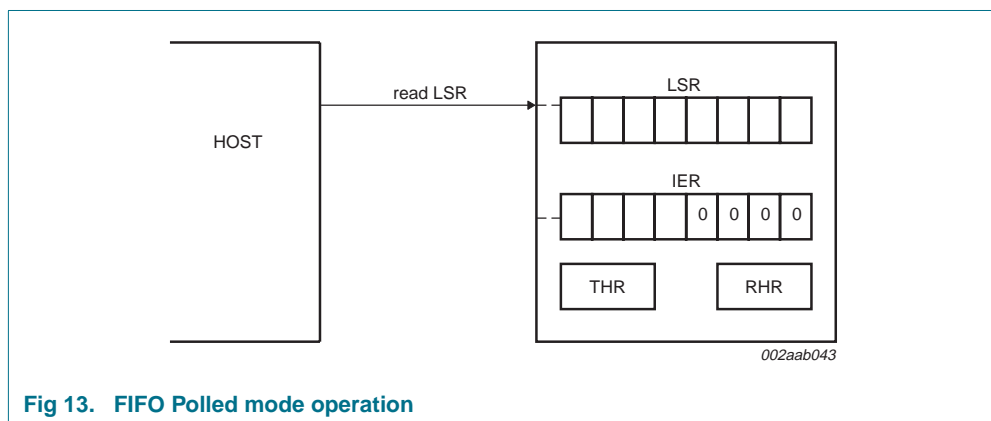 read LSR
LSR
HOST
IER
0 0 0 0
THR RHR
002aab043
Fig 13. FIFO Polled mode operation